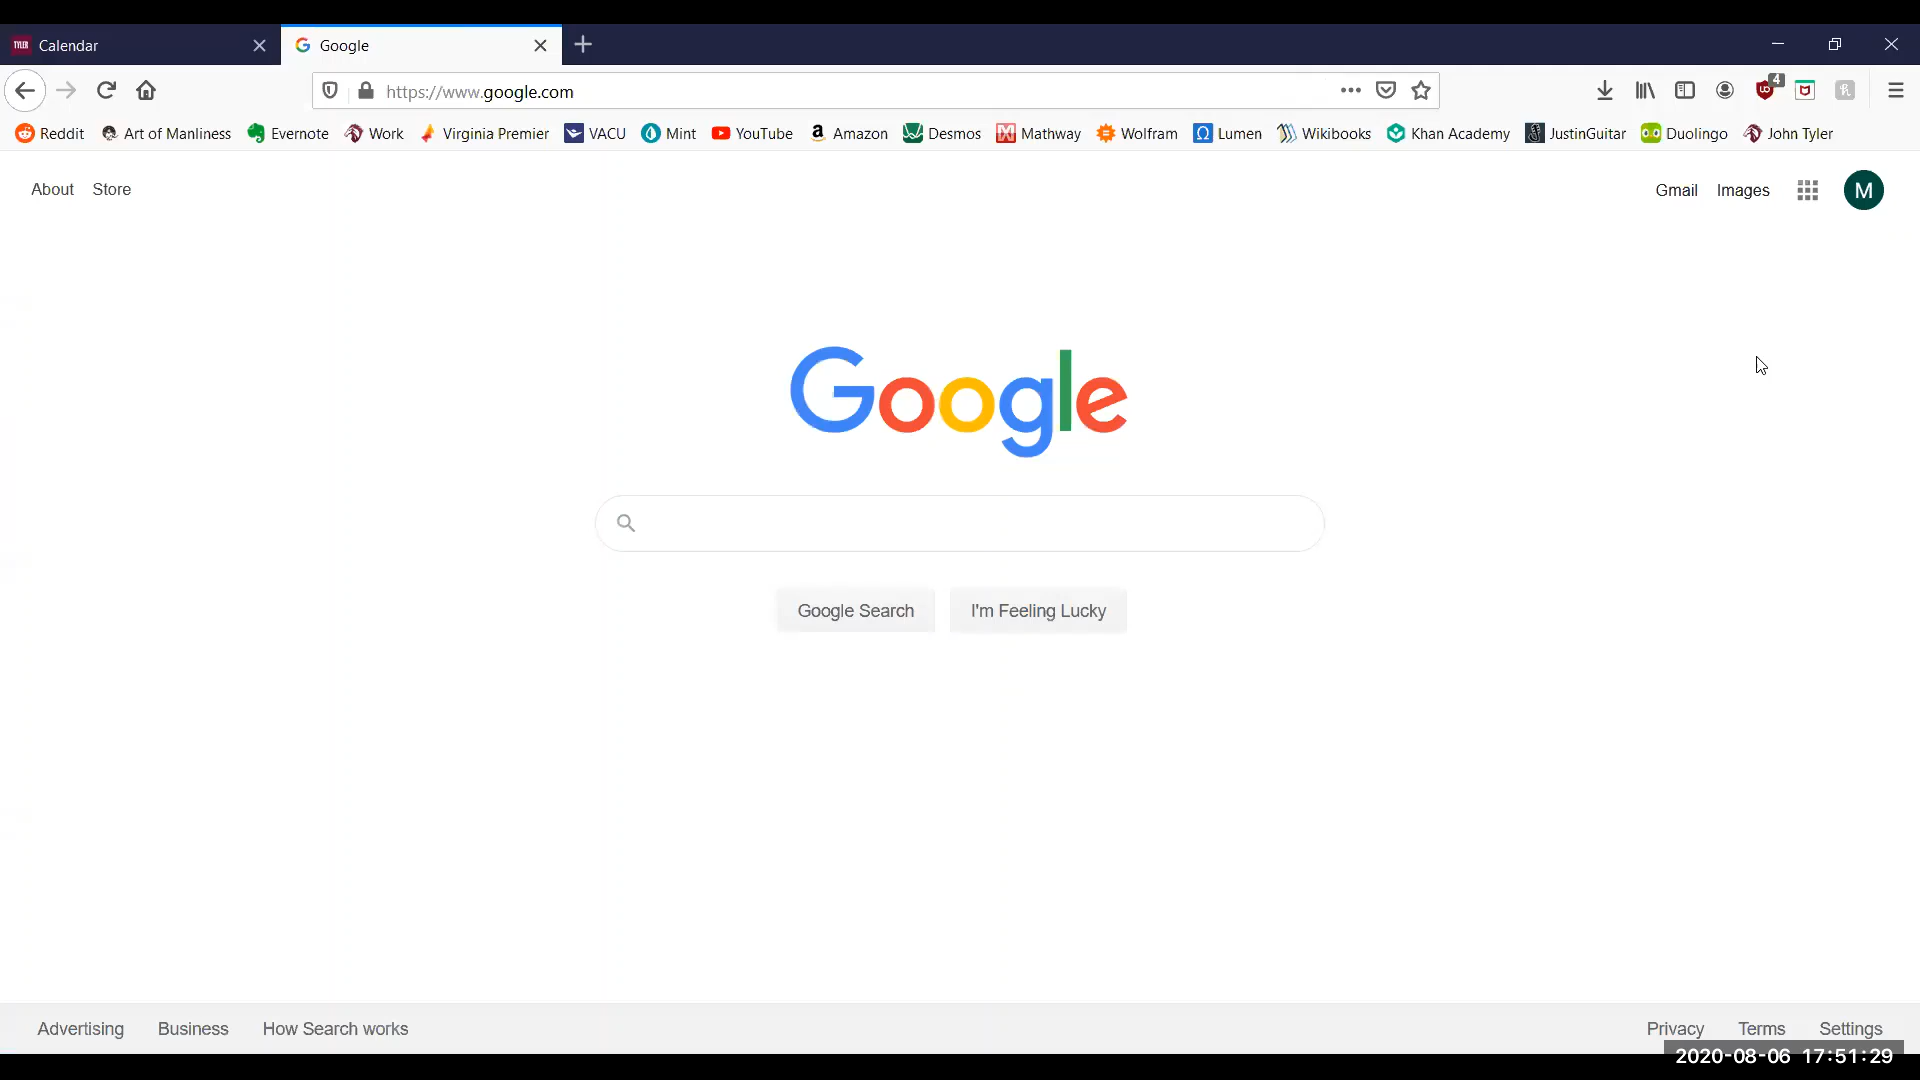 TYLER Calendar Google
https://www.google.com 4
Reddit Art of Manliness Evernote Work Virginia Premier VACU Mint YouTube Amazon Desmos Mathway Wolfram Lumen Wikibooks Khan Academy JustinGuitar Duolingo John Tyler
About Store Gmail Images M
Google
Google Search I'm Feeling Lucky
Advertising Business How Search works Privacy Terms Settings
2020-08-06 17:51:29